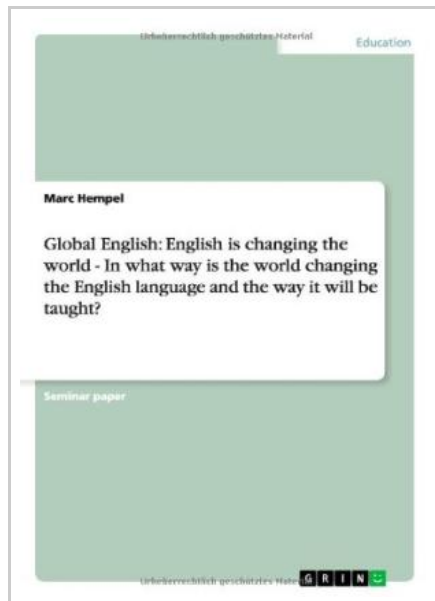 Urheberrechtlich geschütztes Material
Education
Marc Hempel
Global English: English is changing the
world - In what way is the world changing
the English language and the way it will be
taught?
Seminar paper
Urheberrechtlich geschütztes Mate
G R I N